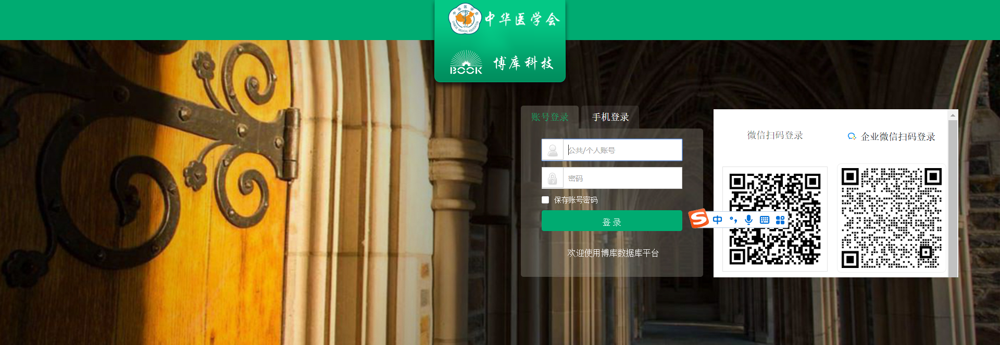 中华医学会
CHINESE MEDICAL ASSOCIATION
BOOK 博库科技
账号登录 手机登录
公共/个人账号
密码
保存账号密码
登 录
欢迎使用博库数据库平台
微信扫码登录 企业微信扫码登录
S 中